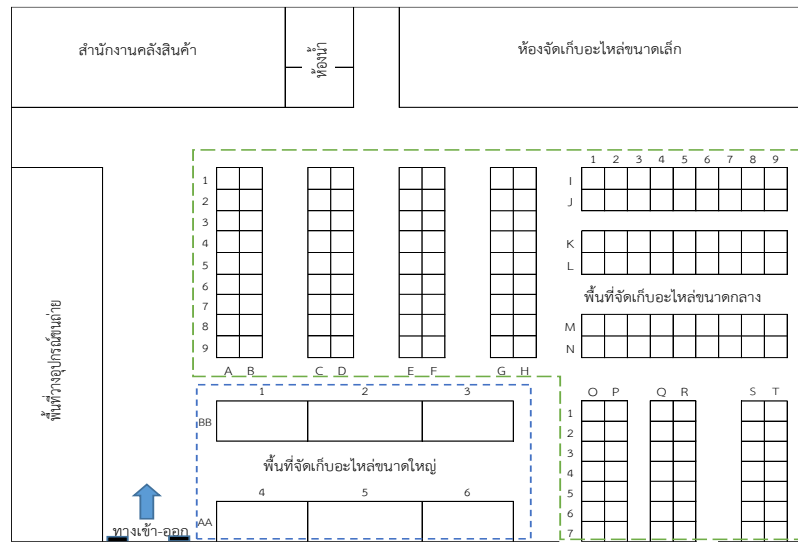 สำนักงานคลังสินค้า
ห้องน้ำ
ห้องจัดเก็บอะไหล่ขนาดเล็ก
1 2 3 4 5 6 7 8 9
1
2
3
4
5
6
7
8
9
I
J
K
L
พื้นที่จัดเก็บอะไหล่ขนาดกลาง
M
N
A B C D E F G H
พื้นที่วางอุปกรณ์ขนถ่าย
1 2 3
BB
พื้นที่จัดเก็บอะไหล่ขนาดใหญ่
4 5 6
AA
O P Q R S T
1
2
3
4
5
6
7
ทางเข้า-ออก